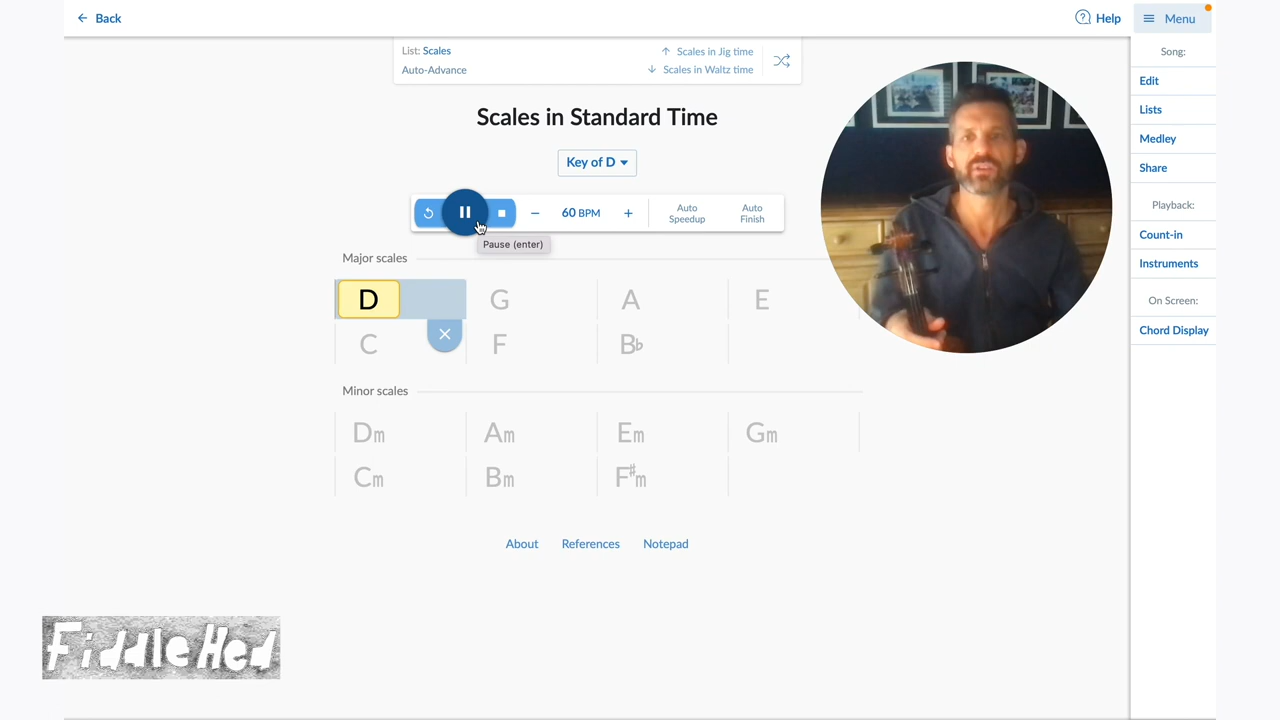 Back
Help
Menu
List: Scales
Scales in Jig time
Auto-Advance
Scales in Waltz time
Song:
Edit
Lists
Medley
Share
Playback:
Count-in
Instruments
On Screen:
Chord Display
Scales in Standard Time
Key of D
60 BPM
Auto Speedup
Auto Finish
Pause (enter)
Major scales
D G A E
C F B♭
Minor scales
Dm Am Em Gm
Cm Bm F♯m
About References Notepad
FiddleHed